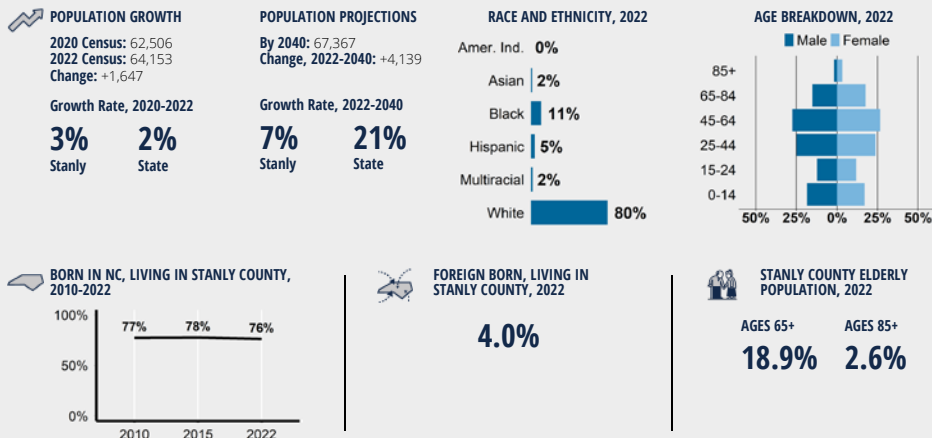 POPULATION GROWTH
2020 Census: 62,506
2022 Census: 64,153
Change: +1,647
Growth Rate, 2020-2022
3%
2%
Stanly
State
POPULATION PROJECTIONS
By 2040: 67,367
Change, 2022-2040: +4,139
Growth Rate, 2022-2040
7%
21%
Stanly
State
RACE AND ETHNICITY, 2022
Amer. Ind. 0%
Asian 2%
Black 11%
Hispanic 5%
Multiracial 2%
White 80%
AGE BREAKDOWN, 2022
Male Female
85+
65-84
45-64
25-44
15-24
0-14
50% 25% 0% 25% 50%
BORN IN NC, LIVING IN STANLY COUNTY,
2010-2022
100%
77% 78% 76%
50%
0%
2010 2015 2022
FOREIGN BORN, LIVING IN
STANLY COUNTY, 2022
4.0%
STANLY COUNTY ELDERLY
POPULATION, 2022
AGES 65+ AGES 85+
18.9% 2.6%